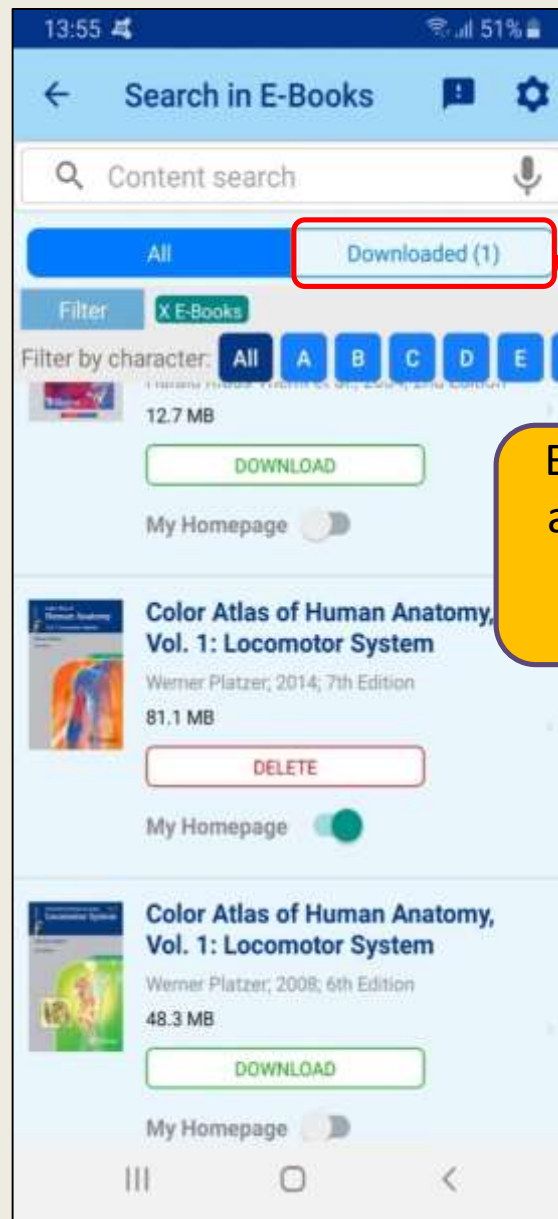 13:55 51%
Search in E-Books
Content search
All Downloaded (1)
Filter X E-Books
Filter by character: All A B C D E
12.7 MB
DOWNLOAD
My Homepage
Color Atlas of Human Anatomy,
Vol. 1: Locomotor System
Werner Platzer; 2014; 7th Edition
81.1 MB
DELETE
My Homepage
Color Atlas of Human Anatomy,
Vol. 1: Locomotor System
Werner Platzer; 2008; 6th Edition
48.3 MB
DOWNLOAD
My Homepage